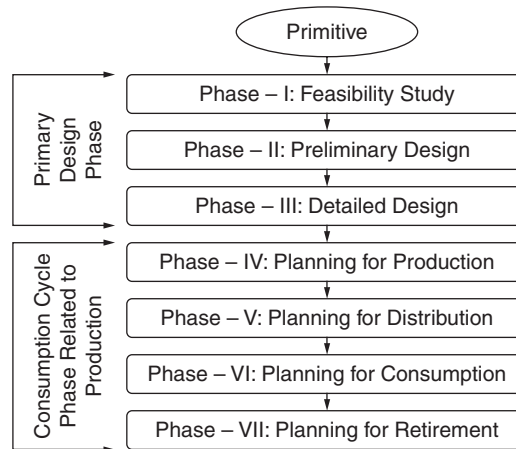 Primitive
Phase – I: Feasibility Study
Phase – II: Preliminary Design
Phase – III: Detailed Design
Primary
Design
Phase
Phase – IV: Planning for Production
Phase – V: Planning for Distribution
Phase – VI: Planning for Consumption
Phase – VII: Planning for Retirement
Consumption Cycle
Phase Related to
Production